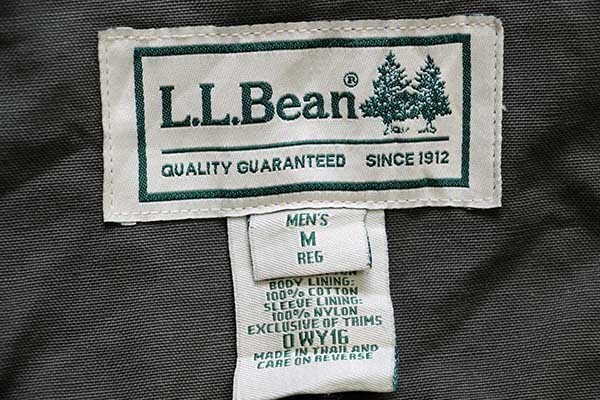 L.L.Bean®
QUALITY GUARANTEED SINCE 1912
MEN'S
M
REG
BODY LINING:
100% COTTON
SLEEVE LINING:
100% NYLON
EXCLUSIVE OF TRIMS
0WY16
MADE IN THAILAND
CARE ON REVERSE